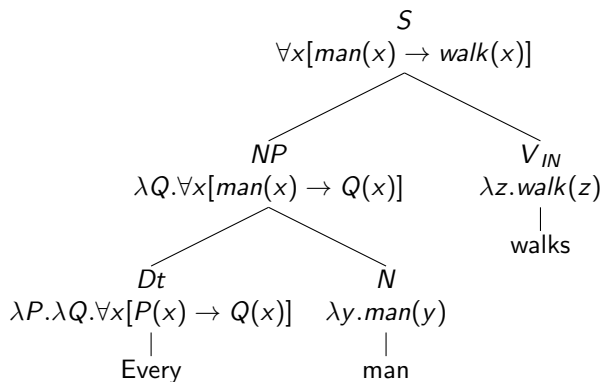 S
∀x[man(x) → walk(x)]
NP V_IN
λQ.∀x[man(x) → Q(x)] λz.walk(z)
walks
Dt N
λP.λQ.∀x[P(x) → Q(x)] λy.man(y)
Every man